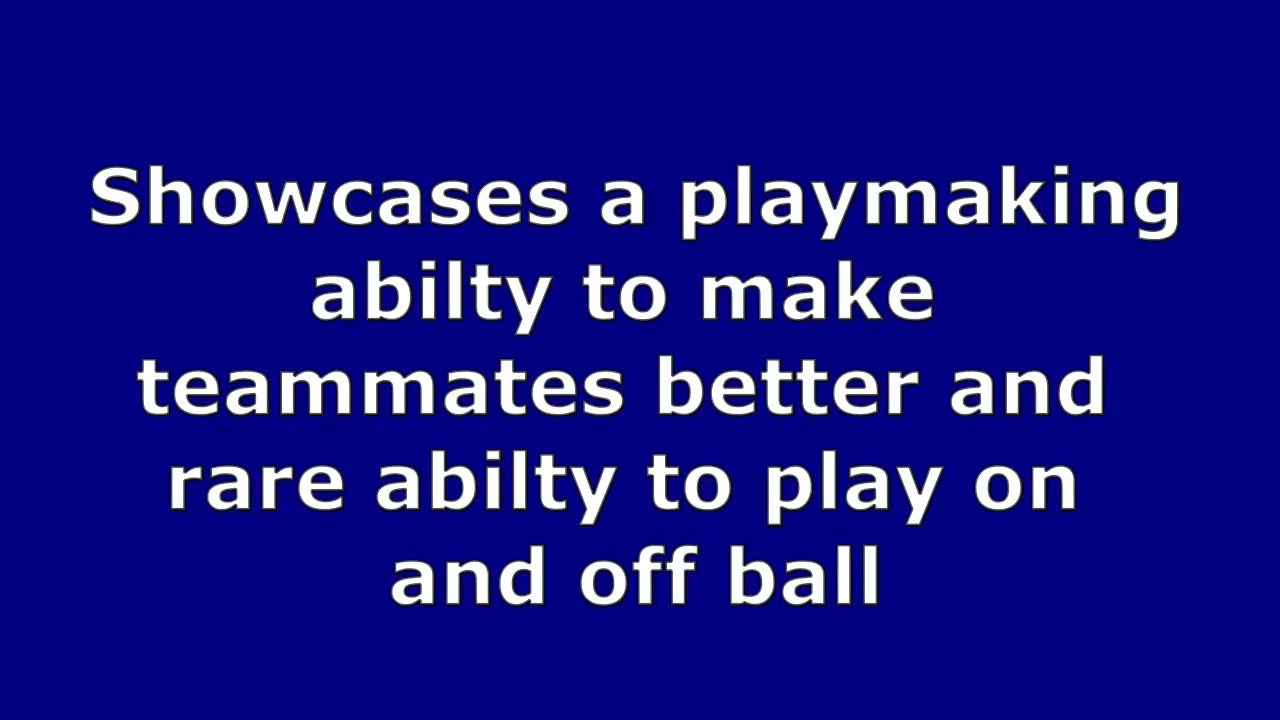 Showcases a playmaking
abilty to make
teammates better and
rare abilty to play on
and off ball